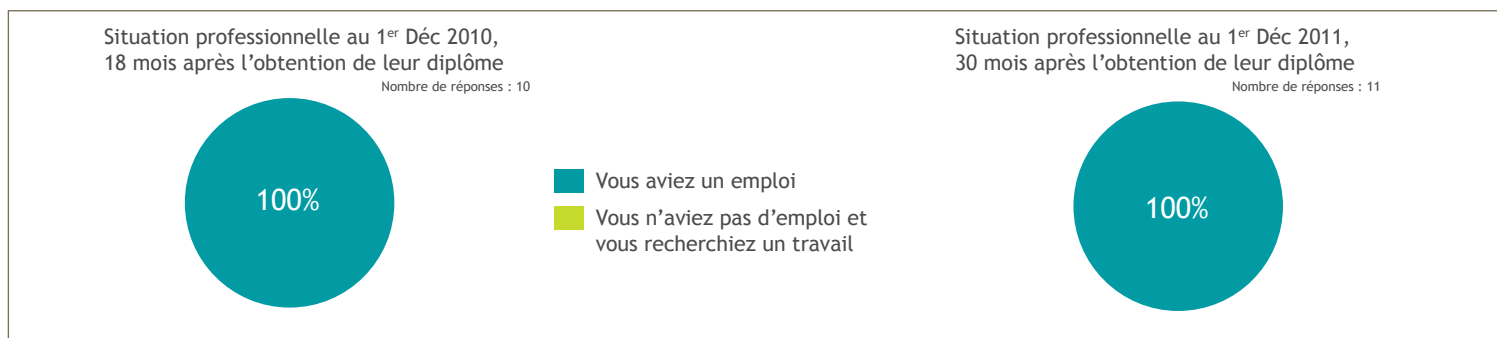 Situation professionnelle au 1er Déc 2010,
18 mois après l’obtention de leur diplôme
Nombre de réponses : 10
100%
Vous aviez un emploi
Vous n’aviez pas d’emploi et
vous recherchiez un travail
Situation professionnelle au 1er Déc 2011,
30 mois après l’obtention de leur diplôme
Nombre de réponses : 11
100%